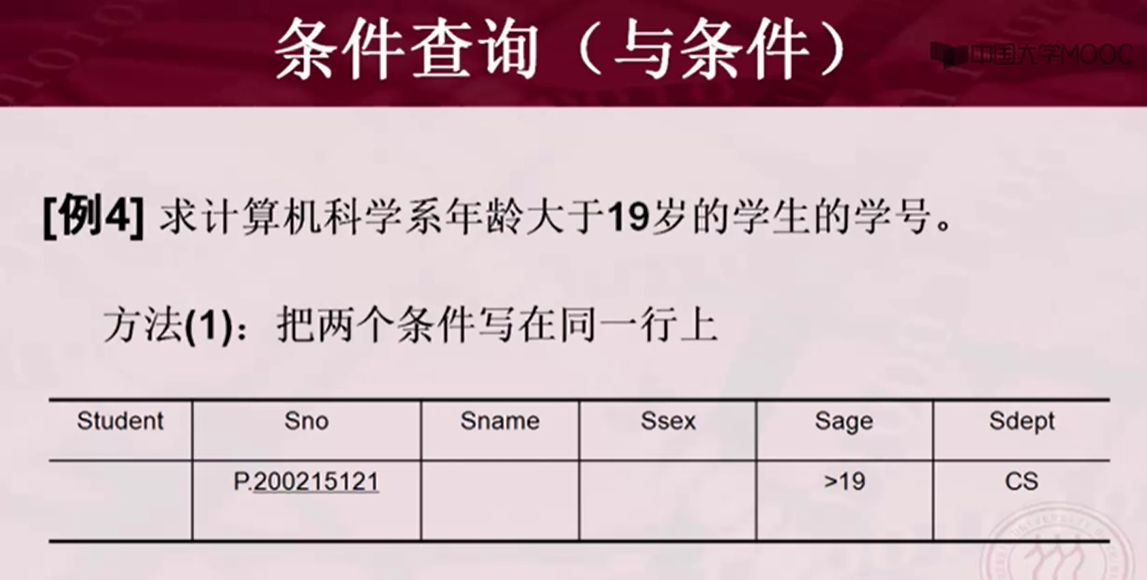 条件查询（与条件）
中国大学MOOC
[例4] 求计算机科学系年龄大于19岁的学生的学号。
方法(1)：把两个条件写在同一行上
Student Sno Sname Ssex Sage Sdept
P.200215121 >19 CS